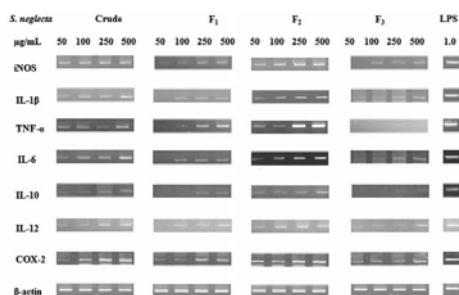 S. neglecta Crude F1 F2 F3 LPS
μg/mL 50 100 250 500 50 100 250 500 50 100 250 500 50 100 250 500 1.0
iNOS
IL-1β
TNF-α
IL-6
IL-10
IL-12
COX-2
β-actin